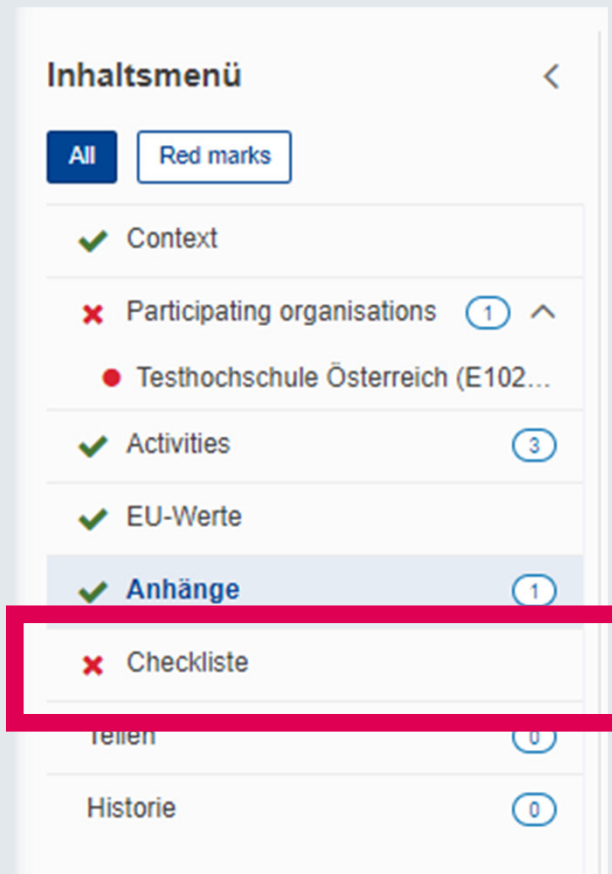 Inhaltsmenü
All Red marks
Context
Participating organisations 1
Testhochschule Österreich (E102...
Activities 3
EU-Werte
Anhänge 1
Checkliste
Teilen 0
Historie 0